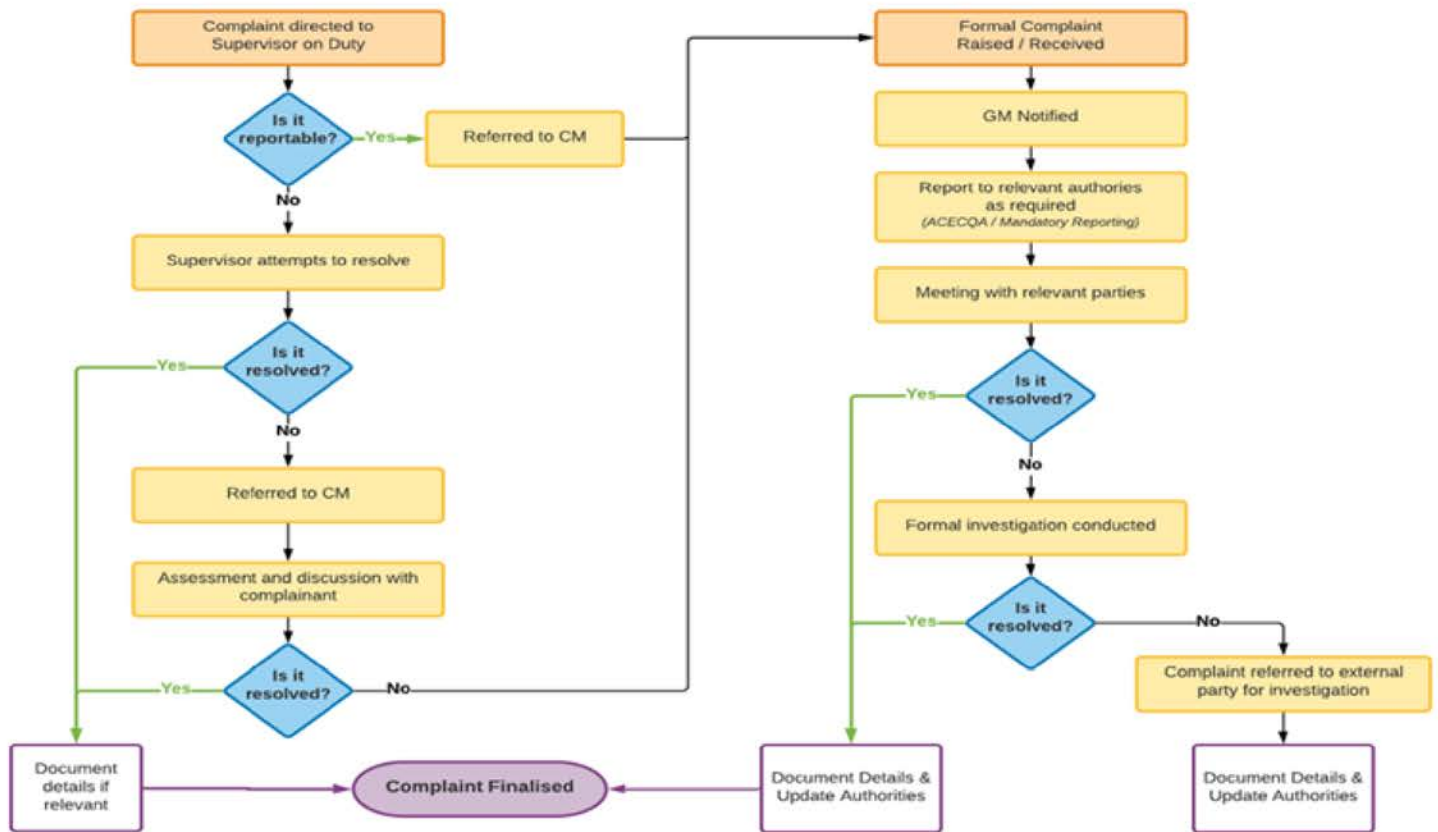 Complaint directed to
Supervisor on Duty
Is it
reportable?
Yes
Referred to CM
No
Supervisor attempts to resolve
Is it
resolved?
Yes
No
Referred to CM
Assessment and discussion with
complainant
Is it
resolved?
Yes
No
Document
details if
relevant
Complaint Finalised
Formal Complaint
Raised / Received
GM Notified
Report to relevant authories
as required
(ACECQA / Mandatory Reporting)
Meeting with relevant parties
Is it
resolved?
Yes
No
Formal investigation conducted
Is it
resolved?
Yes
No
Complaint referred to external
party for investigation
Document Details &
Update Authorities
Document Details &
Update Authorities